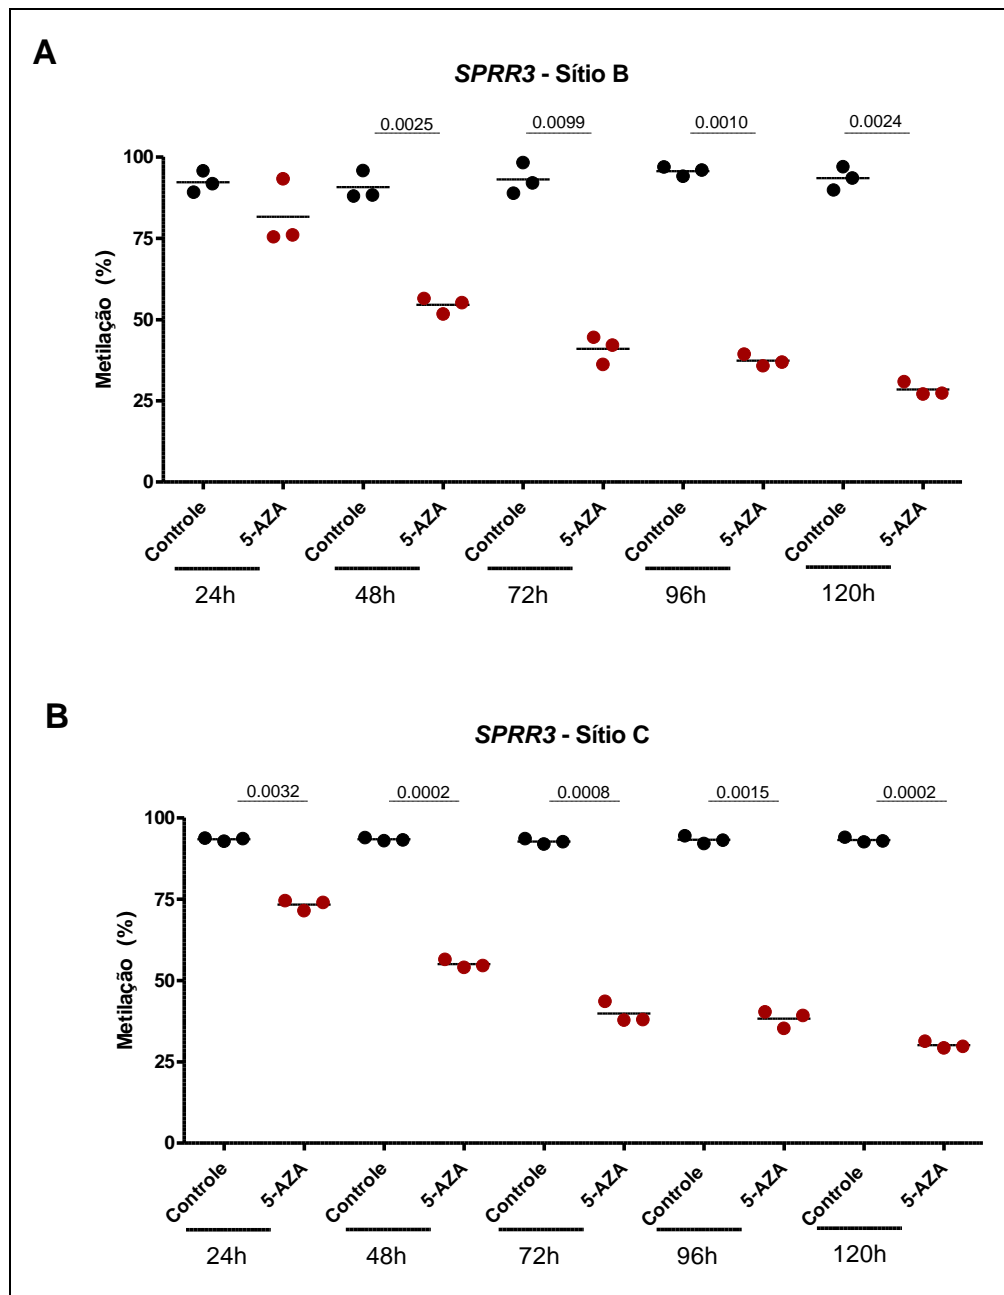 A
SPRR3 - Sítio B
0.0025 0.0099 0.0010 0.0024
100
75
50
25
0
Metilação (%)
Controle 5-AZA Controle 5-AZA Controle 5-AZA Controle 5-AZA Controle 5-AZA
24h 48h 72h 96h 120h
B
SPRR3 - Sítio C
0.0032 0.0002 0.0008 0.0015 0.0002
100
75
50
25
0
Metilação (%)
Controle 5-AZA Controle 5-AZA Controle 5-AZA Controle 5-AZA Controle 5-AZA
24h 48h 72h 96h 120h